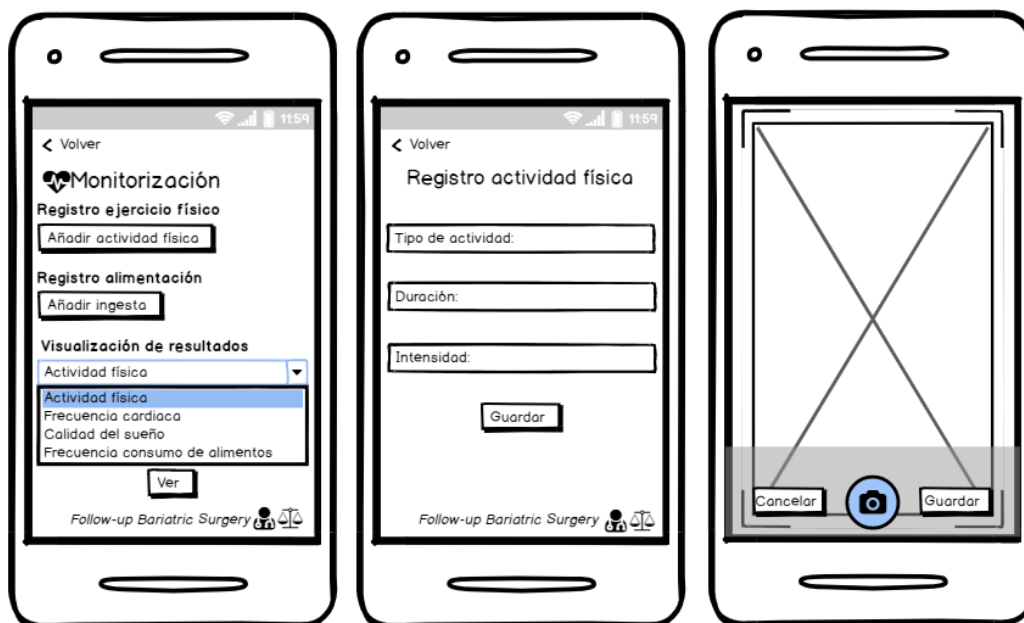 11:59
Volver
Monitorización
Registro ejercicio físico
Añadir actividad física
Registro alimentación
Añadir ingesta
Visualización de resultados
Actividad física
Actividad física
Frecuencia cardiaca
Calidad del sueño
Frecuencia consumo de alimentos
Ver
Follow-up Bariatric Surgery
11:59
Volver
Registro actividad física
Tipo de actividad:
Duración:
Intensidad:
Guardar
Follow-up Bariatric Surgery
Cancelar
Guardar